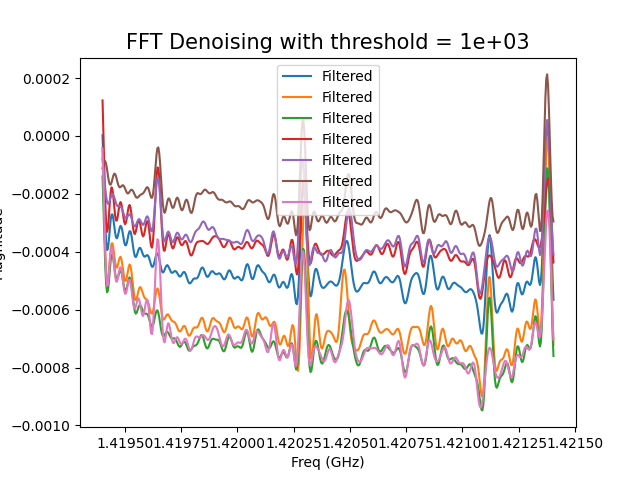 FFT Denoising with threshold = 1e+03
Filtered
Filtered
Filtered
Filtered
Filtered
Filtered
Filtered
0.0002
0.0000
−0.0002
−0.0004
−0.0006
−0.0008
−0.0010
1.41950 1.41975 1.42000 1.42025 1.42050 1.42075 1.42100 1.42125 1.42150
Freq (GHz)